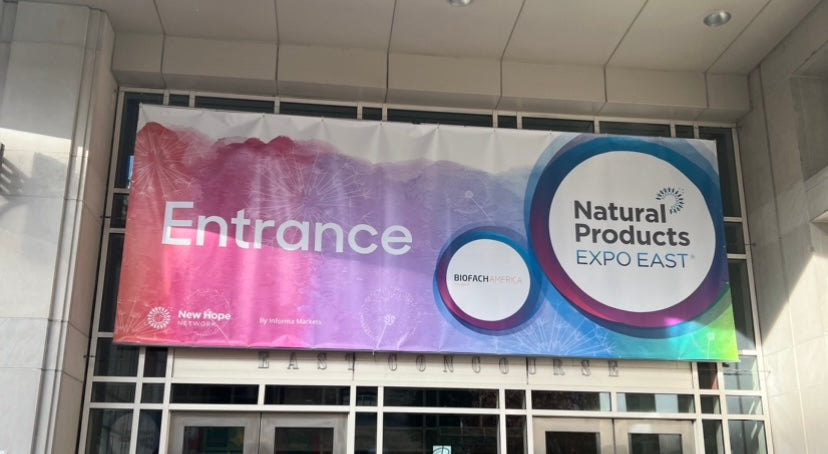 Entrance
Natural
Products
EXPO EAST®
BIOFACH AMERICA
New Hope
NETWORK
By Informa Markets
EAST CONCOURSE